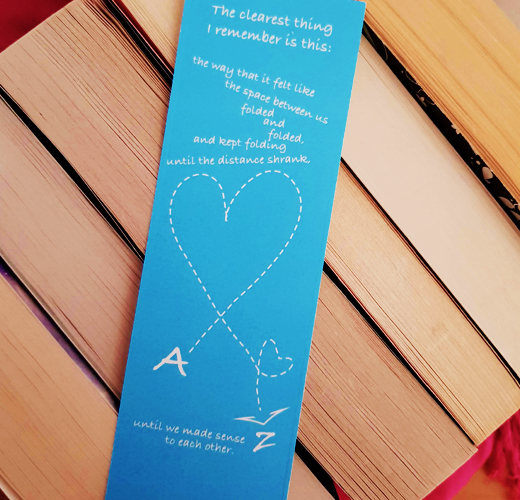 The clearest thing
I remember is this:
the way that it felt like
the space between us
folded
and
folded,
and kept folding
until the distance shrank
A
Z
until we made sense
to each other.